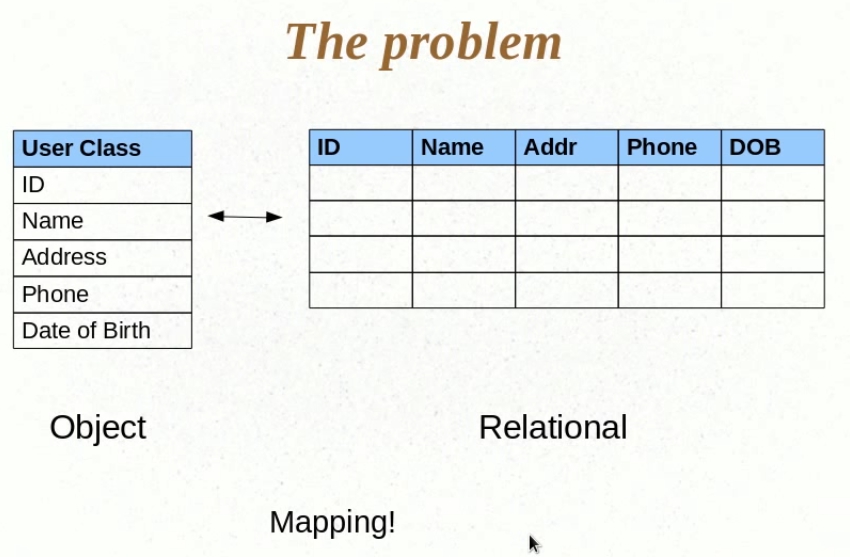 The problem
User Class
ID
Name
Address
Phone
Date of Birth
ID Name Addr Phone DOB
Object Relational
Mapping!